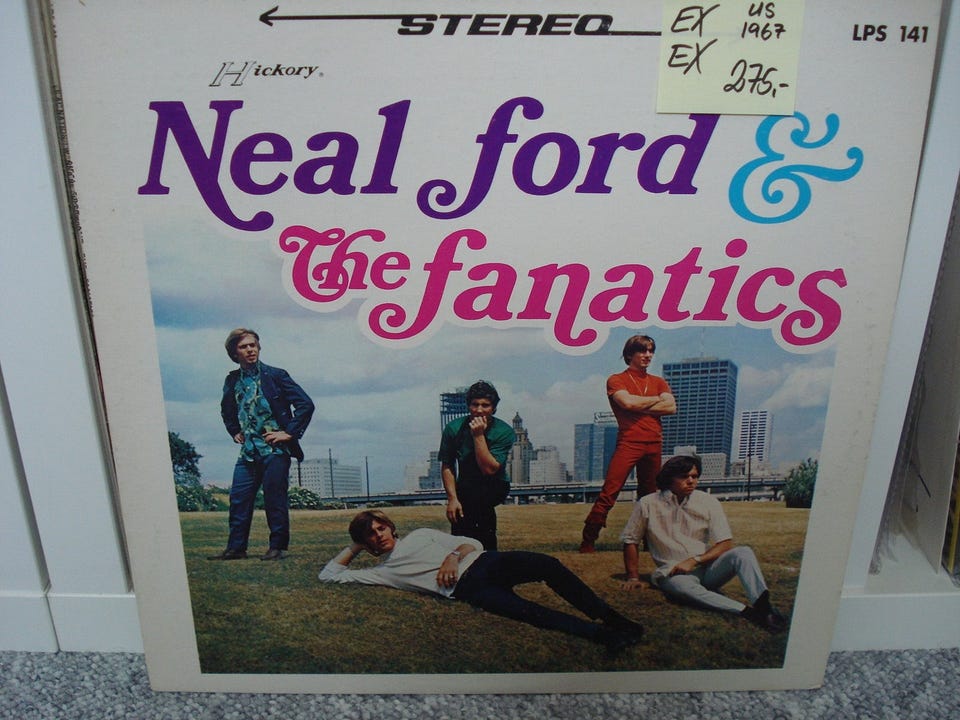 STEREO
EX US
1967
EX 275,-
LPS 141
Hickory®
Neal ford &
The fanatics